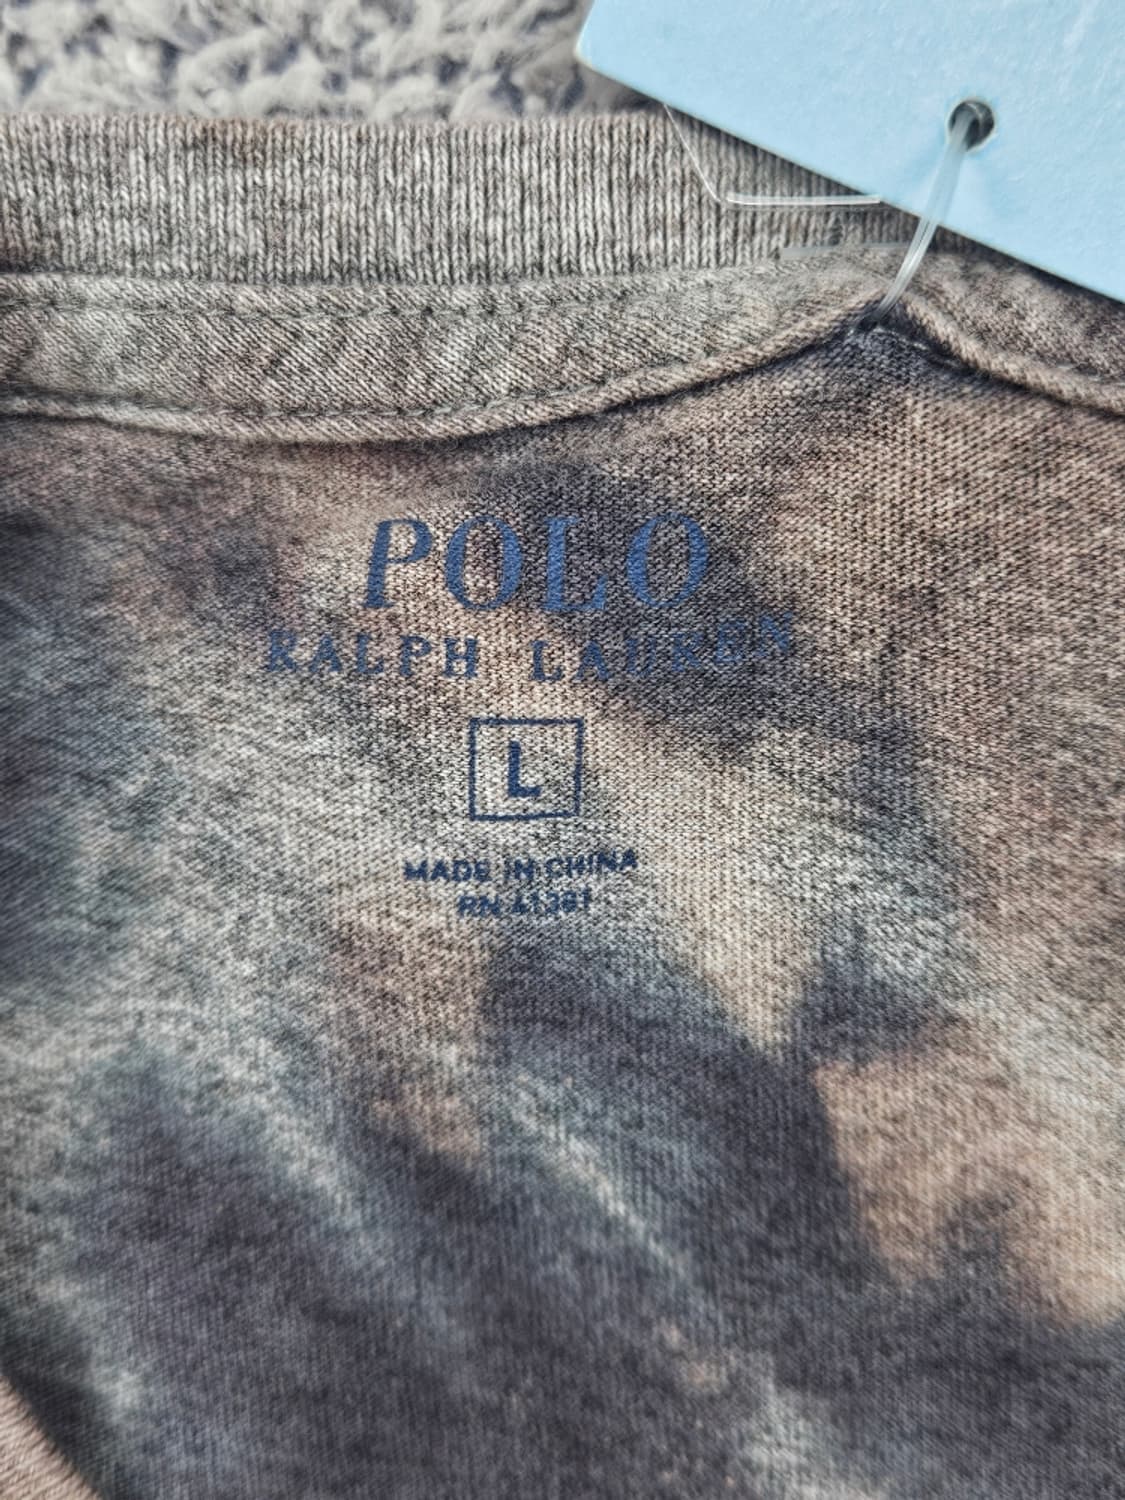 POLO
RALPH LAUREN
L
MADE IN CHINA
RN 41381